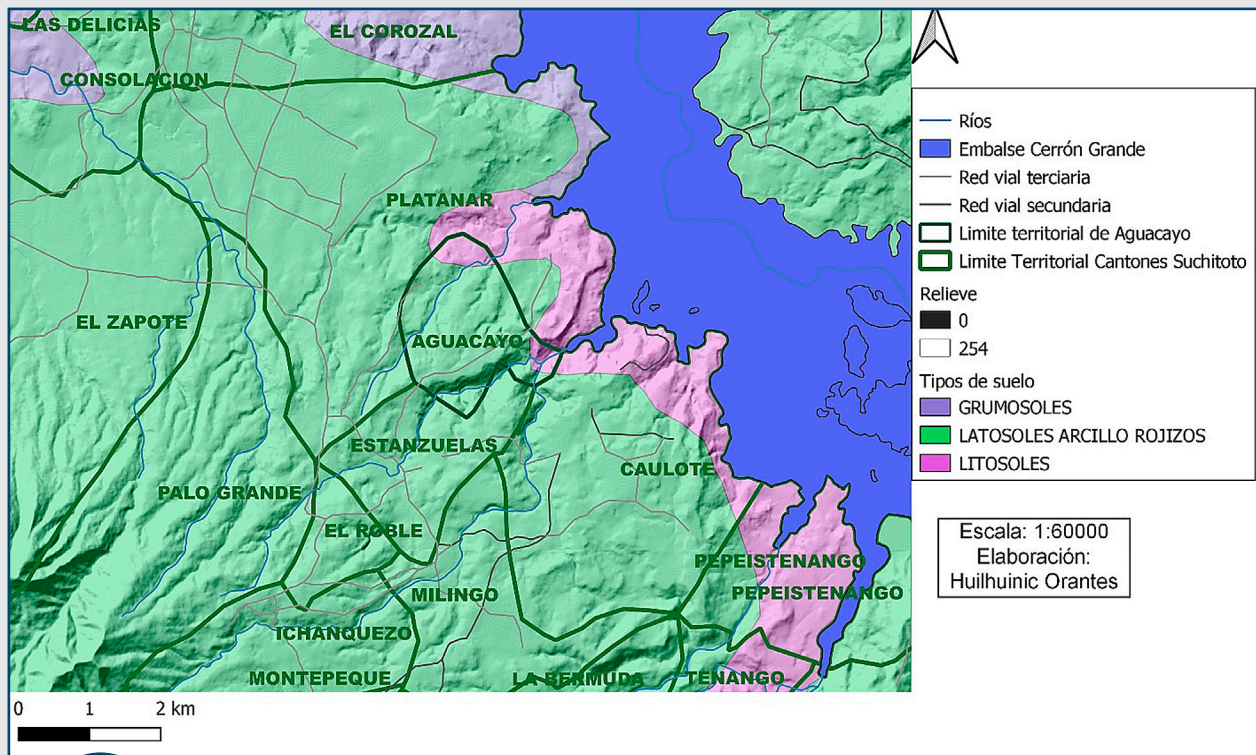 LAS DELICIAS
EL COROZAL
CONSOLACION
PLATANAR
EL ZAPOTE
AGUACAYO
ESTANZUELAS
CAULOTE
PALO GRANDE
EL ROBLE
PEPEISTENANGO
PEPEISTENANGO
MILINGO
ICHANQUEZO
MONTEPEQUE
LA BERMUDA
TENANGO
0 1 2 km
Ríos
Embalse Cerrón Grande
Red vial terciaria
Red vial secundaria
Limite territorial de Aguacayo
Limite Territorial Cantones Suchitoto
Relieve
0
254
Tipos de suelo
GRUMOSOLES
LATOSOLES ARCILLO ROJIZOS
LITOSOLES
Escala: 1:60000
Elaboración:
Huilhuinic Orantes